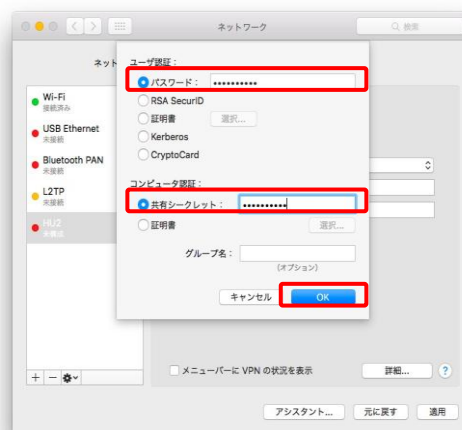 ネットワーク
検索
ネット
ユーザ認証：
パスワード： ••••••••••
RSA SecurID
証明書 選択...
Kerberos
CryptoCard
コンピュータ認証：
共有シークレット： ••••••••••
証明書 選択...
グループ名：
(オプション)
キャンセル OK
Wi-Fi
接続済み
USB Ethernet
未接続
Bluetooth PAN
未接続
L2TP
未接続
HU2
未構成
メニューバーに VPN の状況を表示
詳細... ?
アシスタント... 元に戻す 適用